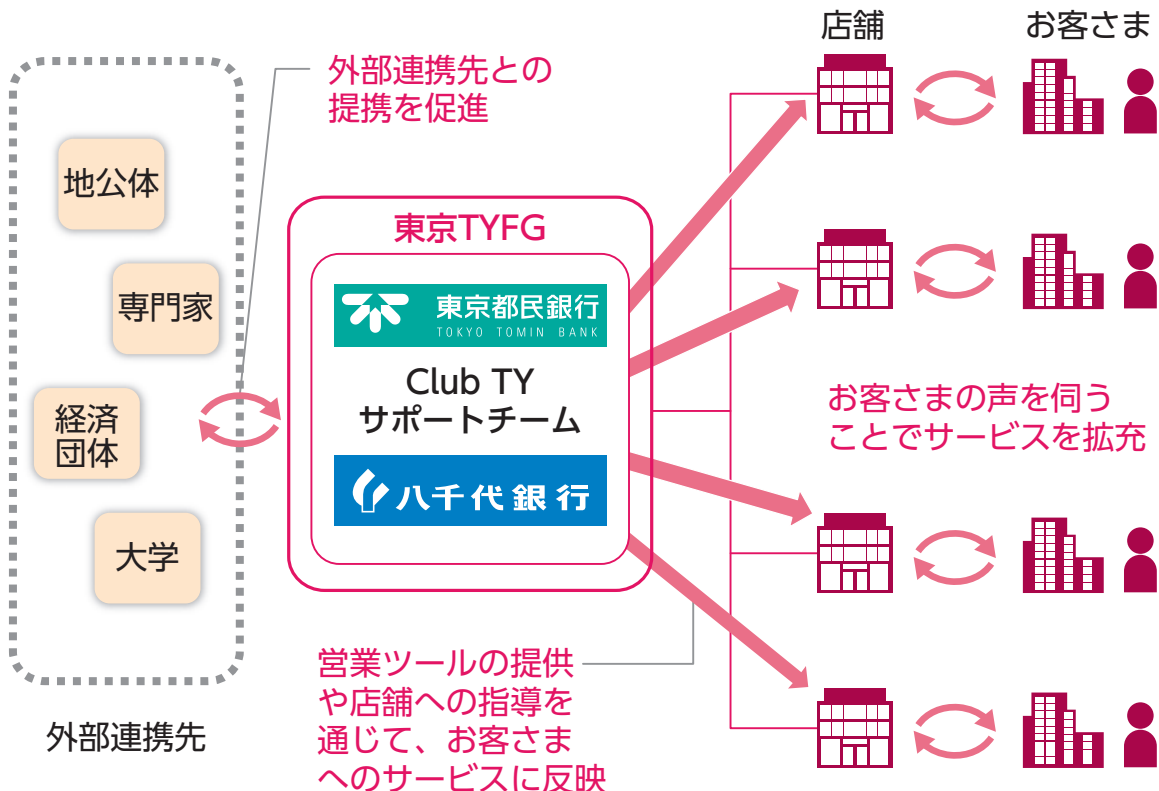 店舗
お客さま
外部連携先との
提携を促進
地公体
専門家
経済
団体
大学
外部連携先
東京TYFG
東京都民銀行
TOKYO TOMIN BANK
Club TY
サポートチーム
八千代銀行
お客さまの声を伺う
ことでサービスを拡充
営業ツールの提供
や店舗への指導を
通じて、お客さま
へのサービスに反映